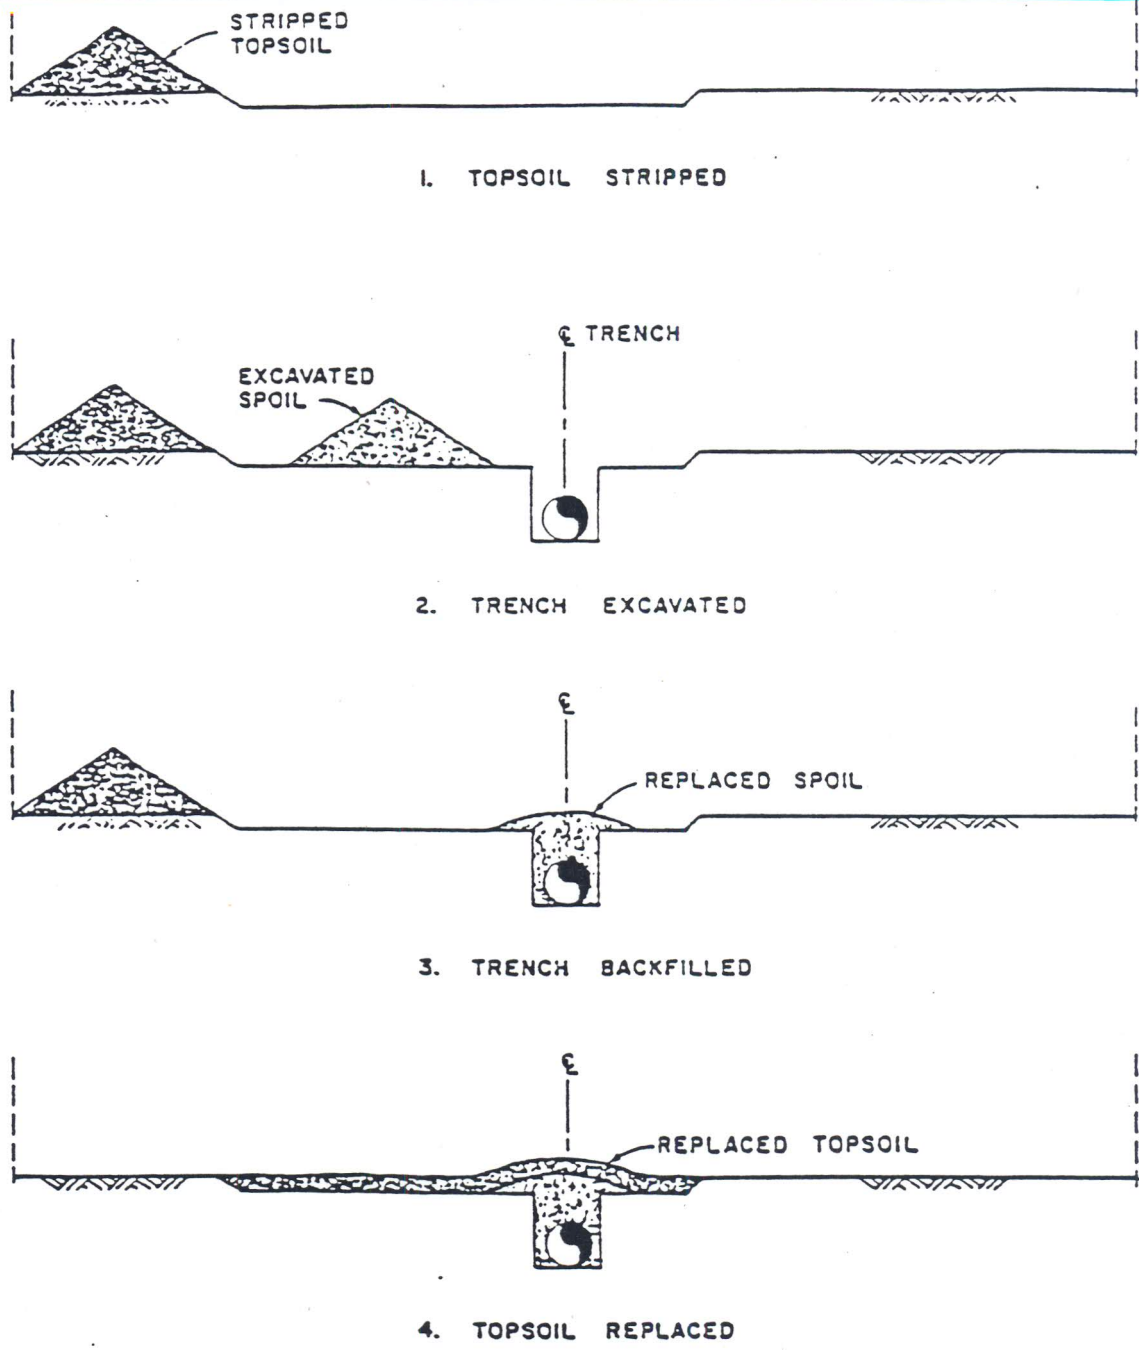 STRIPPED
TOPSOIL
1. TOPSOIL STRIPPED
℄ TRENCH
EXCAVATED
SPOIL
2. TRENCH EXCAVATED
℄
REPLACED SPOIL
3. TRENCH BACKFILLED
℄
REPLACED TOPSOIL
4. TOPSOIL REPLACED